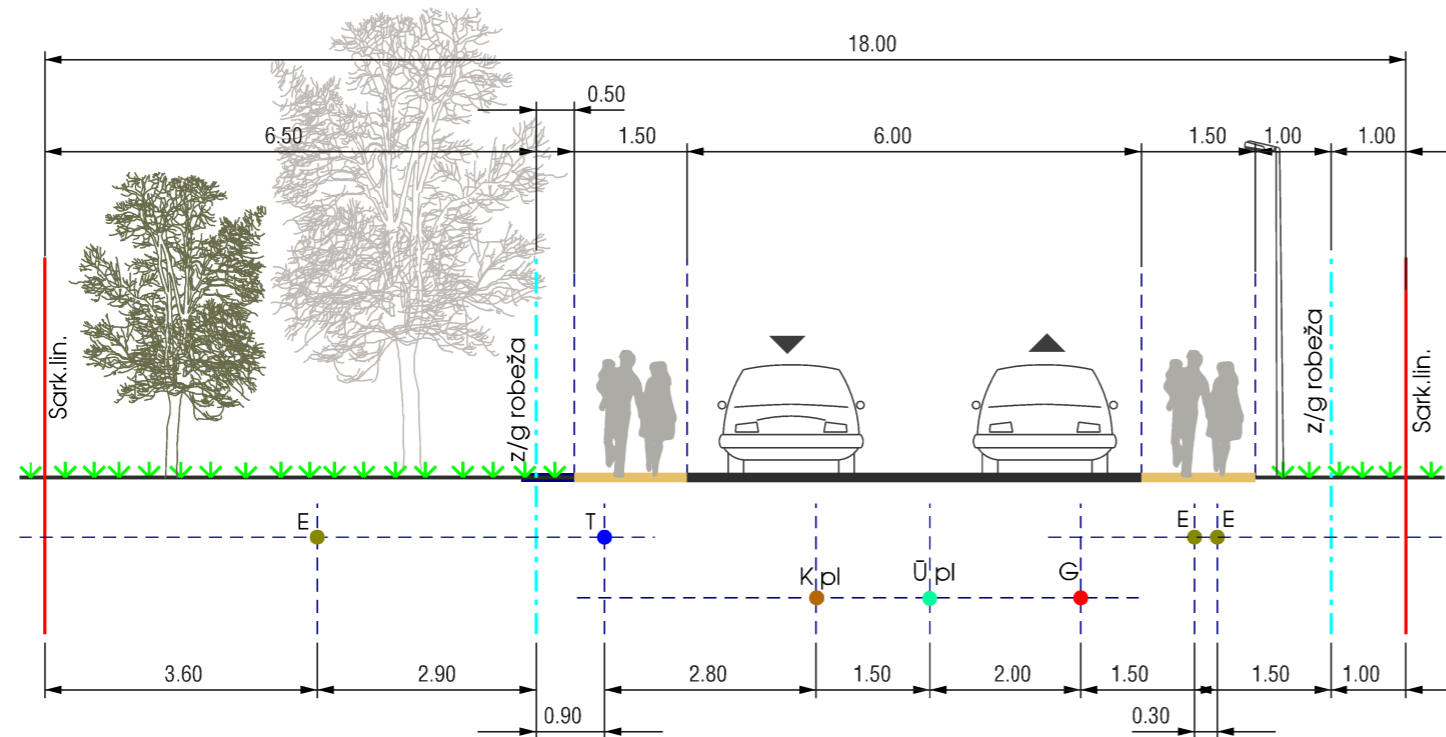 18.00
0.50
6.50 1.50 6.00 1.50 1.00 1.00
Sark.lin.
z/g robeža
z/g robeža
Sark.lin.
E T E E
K pl Ū pl G
3.60 2.90 2.80 1.50 2.00 1.50 1.50 1.00
0.90 0.30